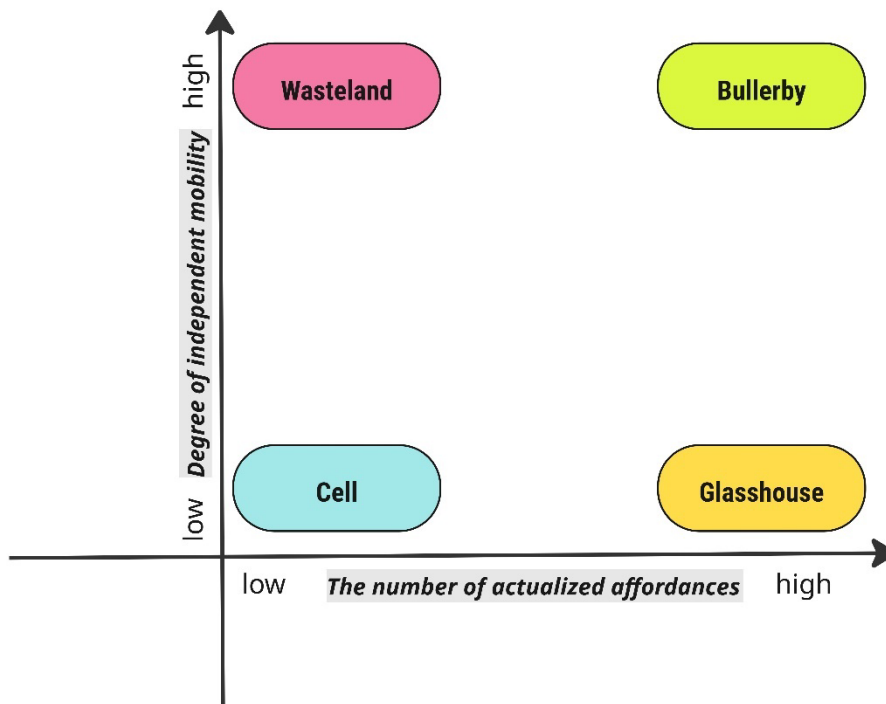 high
Wasteland
Bullerby
Degree of independent mobility
Cell
Glasshouse
low
low
The number of actualized affordances
high